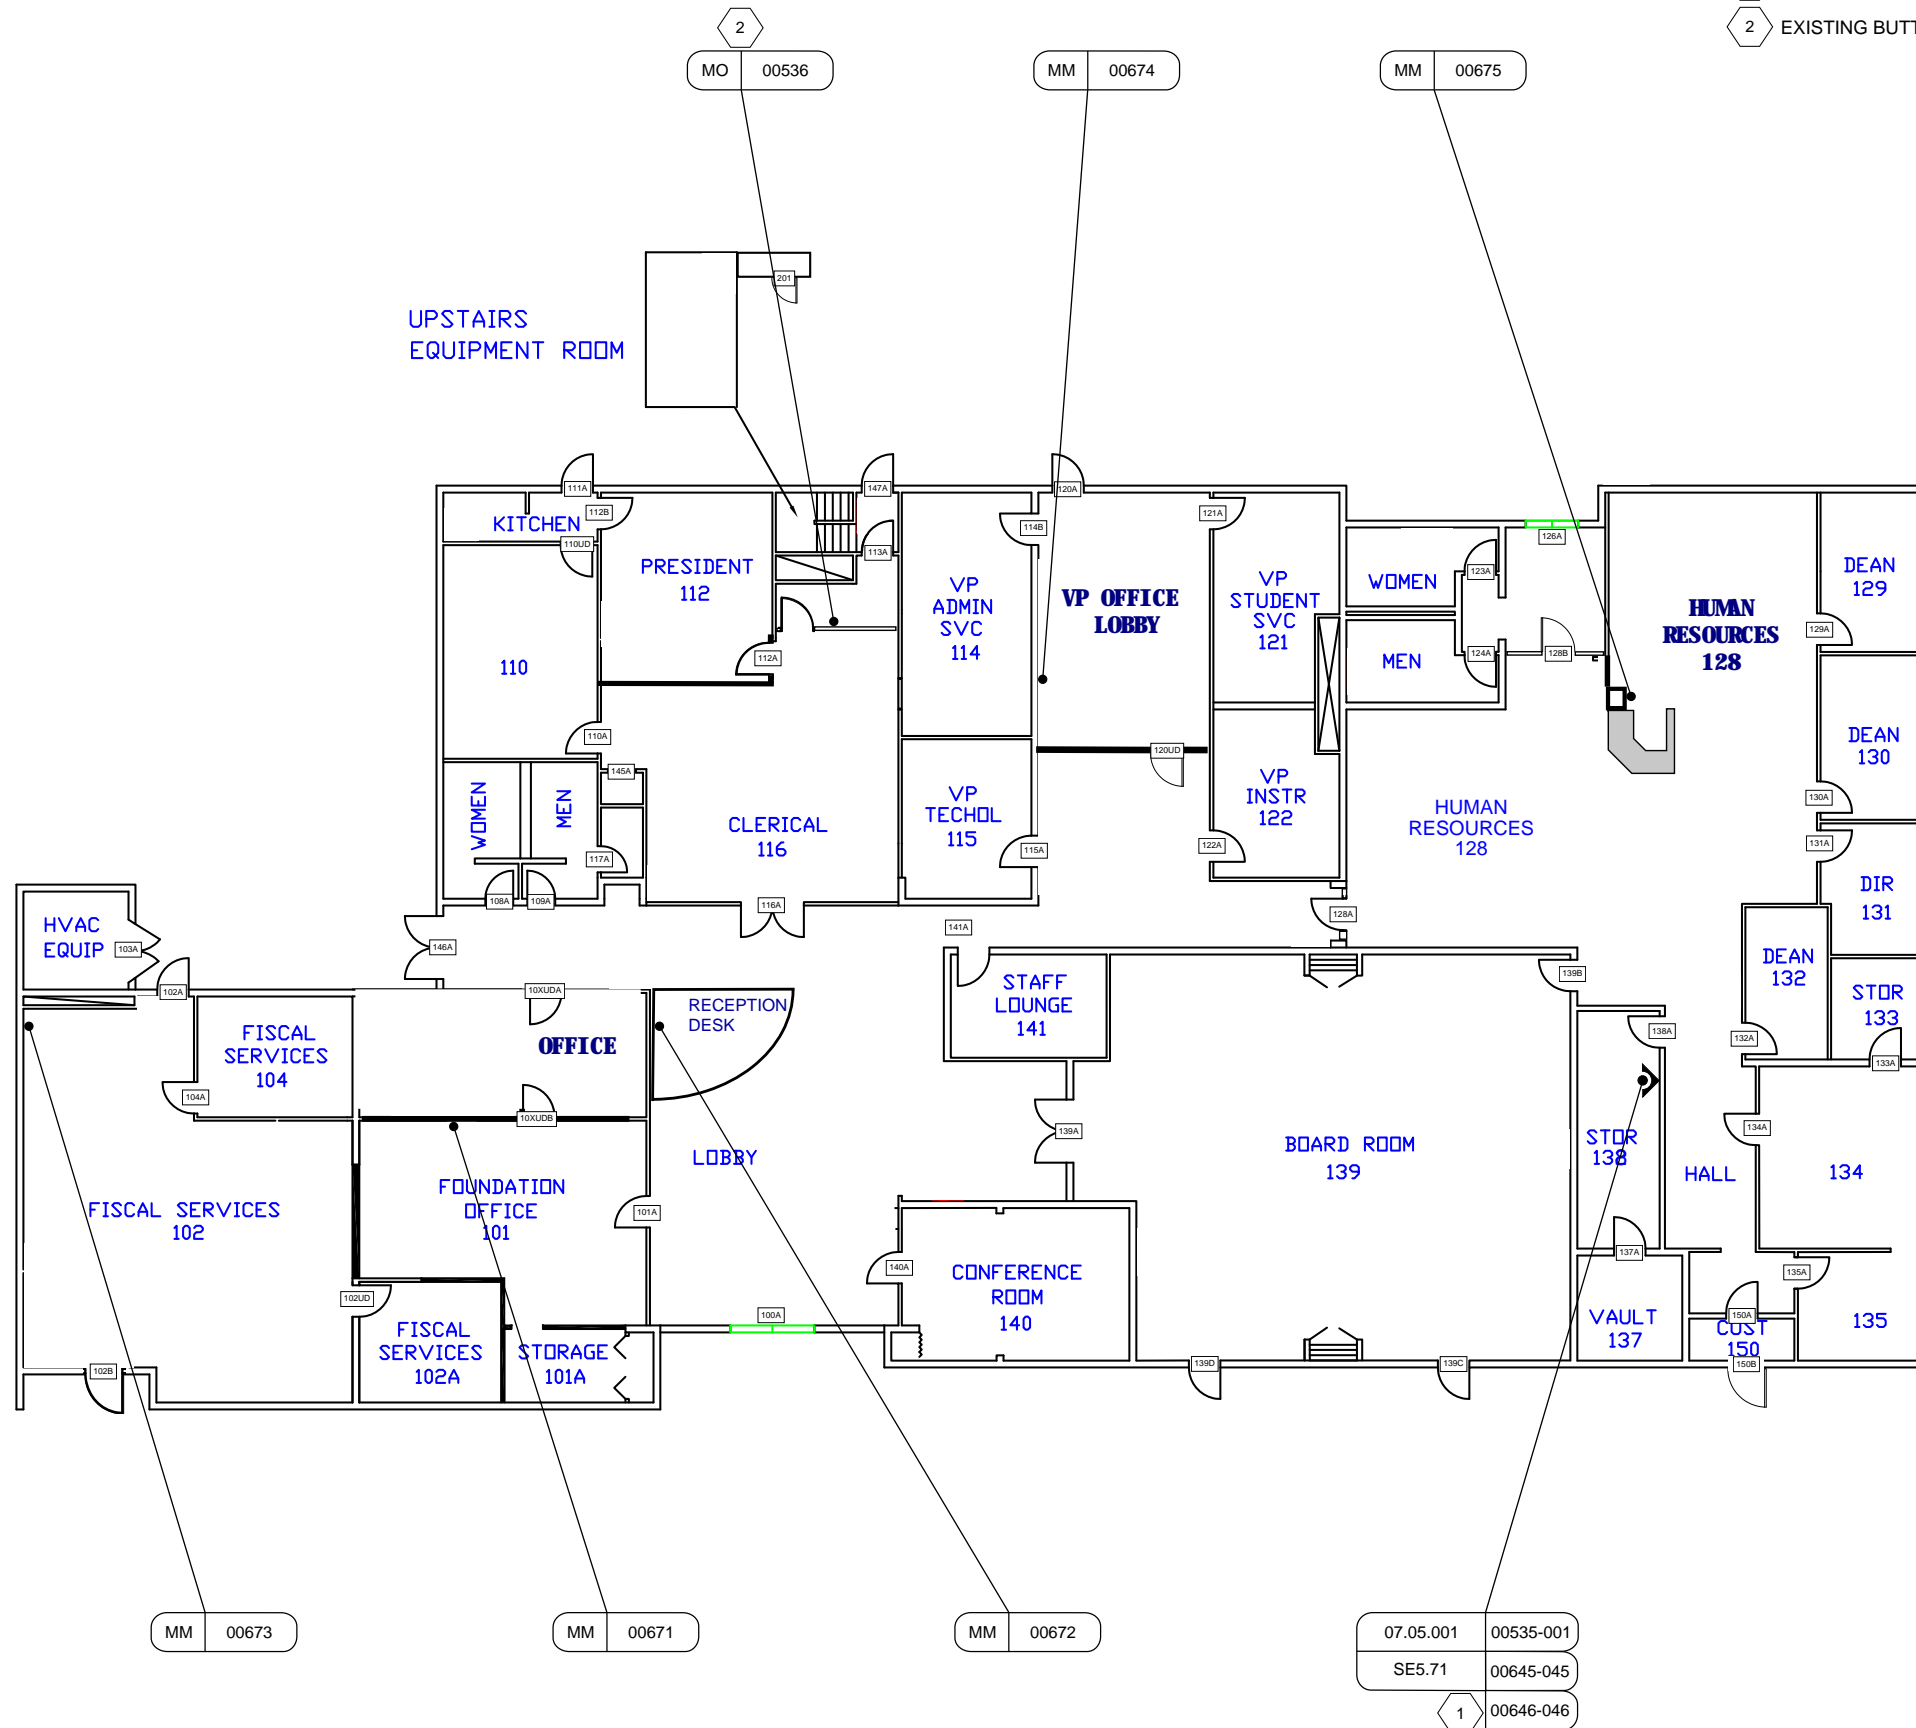 2
2 EXISTING BUTT
MO 00536
MM 00674
MM 00675
201
UPSTAIRS
EQUIPMENT ROOM
111A
147A
120A
112B
KITCHEN
114B
121A
126A
110UD
113A
PRESIDENT
112
VP
ADMIN
SVC
114
VP OFFICE
LOBBY
VP
STUDENT
SVC
121
WOMEN
123A
HUMAN
RESOURCES
128
DEAN
129
129A
110
112A
MEN
124A
128B
110A
120UD
DEAN
130
145A
WOMEN
MEN
VP
TECHOL
115
VP
INSTR
122
HUMAN
RESOURCES
128
130A
CLERICAL
116
117A
115A
122A
131A
108A
109A
116A
128A
DIR
131
HVAC
EQUIP
103A
146A
141A
102A
10XUDA
RECEPTION
DESK
STAFF
LOUNGE
141
139B
DEAN
132
STOR
133
FISCAL
SERVICES
104
OFFICE
138A
132A
133A
104A
10XUDB
139A
LOBBY
BOARD ROOM
139
STOR
138
134A
HALL
134
FISCAL SERVICES
102
FOUNDATION
OFFICE
101
101A
140A
137A
135A
CONFERENCE
ROOM
140
102UD
100A
150A
FISCAL
SERVICES
102A
STORAGE
101A
VAULT
137
CUST
150
135
102B
139D
139C
150B
MM 00673
MM 00671
MM 00672
07.05.001 00535-001
SE5.71 00645-045
1 00646-046